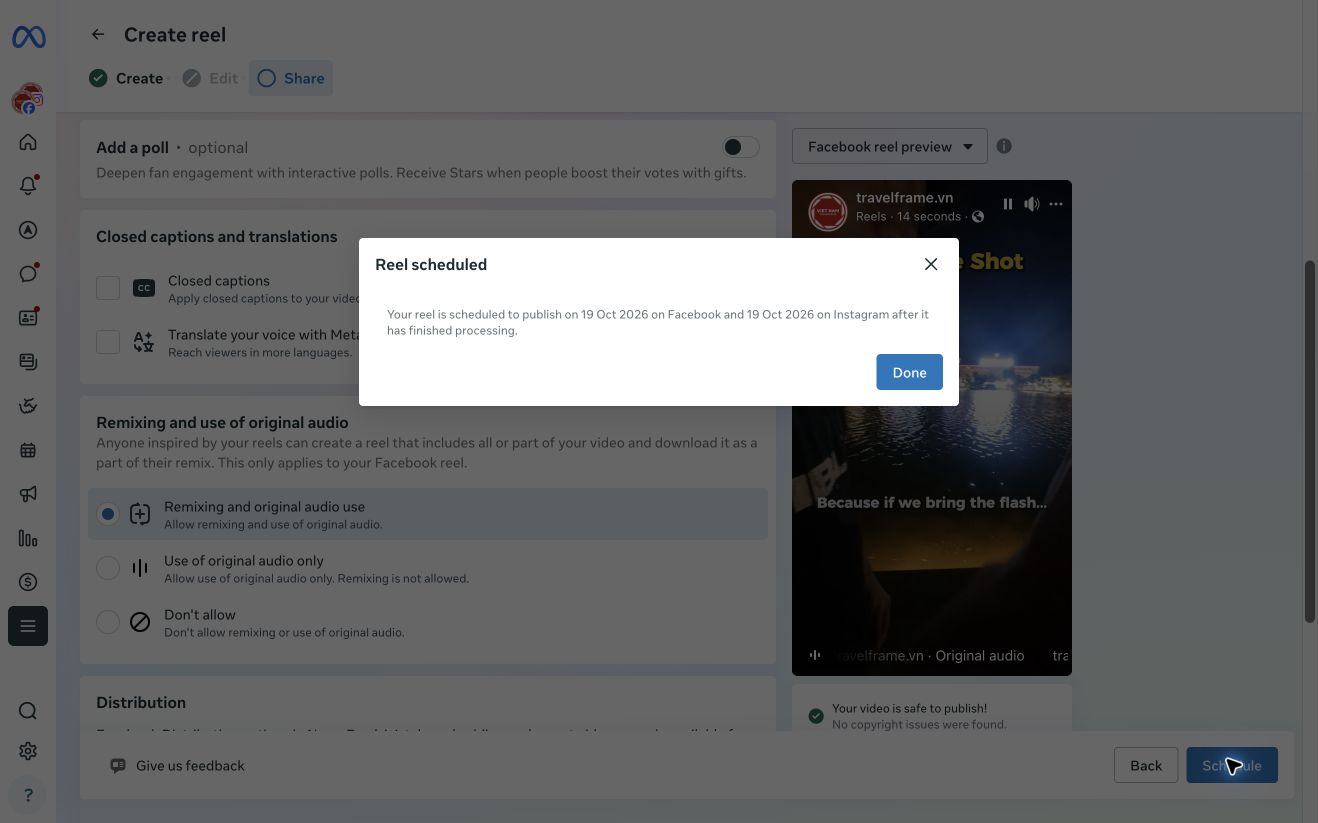 Create reel
Create
Edit
Share
Add a poll • optional
Deepen fan engagement with interactive polls. Receive Stars when people boost their votes with gifts.
Closed captions and translations
CC
Closed captions
Apply closed captions to your video
Translate your voice with Meta
Reach viewers in more languages.
Remixing and use of original audio
Anyone inspired by your reels can create a reel that includes all or part of your video and download it as a
part of their remix. This only applies to your Facebook reel.
Remixing and original audio use
Allow remixing and use of original audio.
Use of original audio only
Allow use of original audio only. Remixing is not allowed.
Don't allow
Don't allow remixing or use of original audio.
Distribution
Facebook reel preview
travelframe.vn
Reels · 14 seconds ·
VIET NAM
Shot
Because if we bring the flash...
travelframe.vn · Original audio
tra
Your video is safe to publish!
No copyright issues were found.
Reel scheduled
Your reel is scheduled to publish on 19 Oct 2026 on Facebook and 19 Oct 2026 on Instagram after it
has finished processing.
Done
Give us feedback
Back
Schedule
?